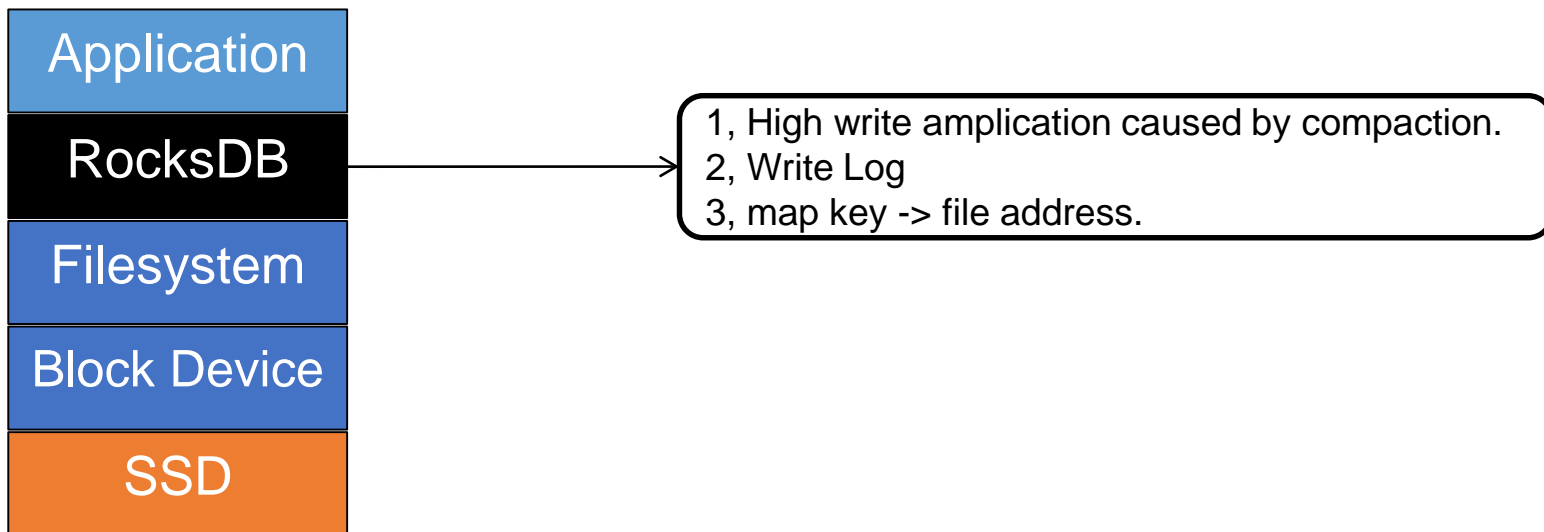 Application
RocksDB
Filesystem
Block Device
SSD
1, High write amplication caused by compaction.
2, Write Log
3, map key -> file address.